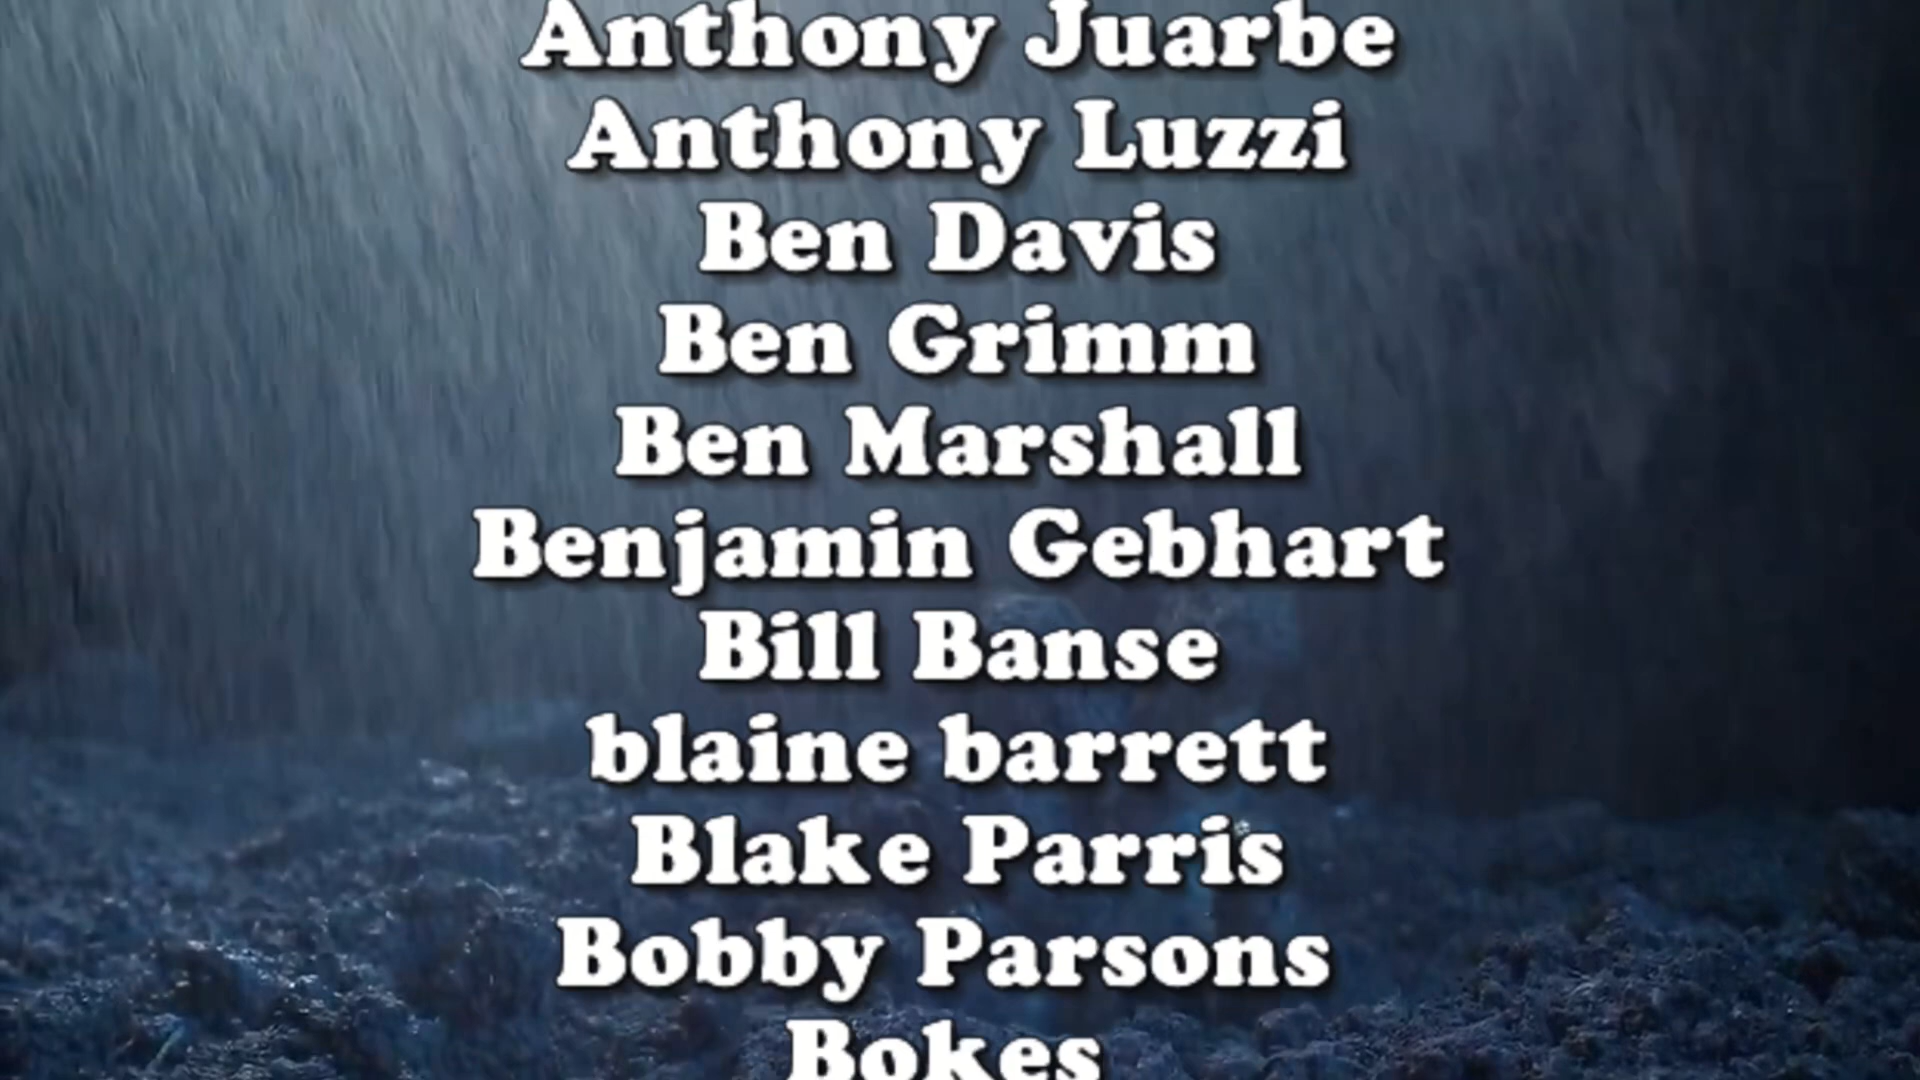 Anthony Juarbe
Anthony Luzzi
Ben Davis
Ben Grimm
Ben Marshall
Benjamin Gebhart
Bill Banse
blaine barrett
Blake Parris
Bobby Parsons
Bokes